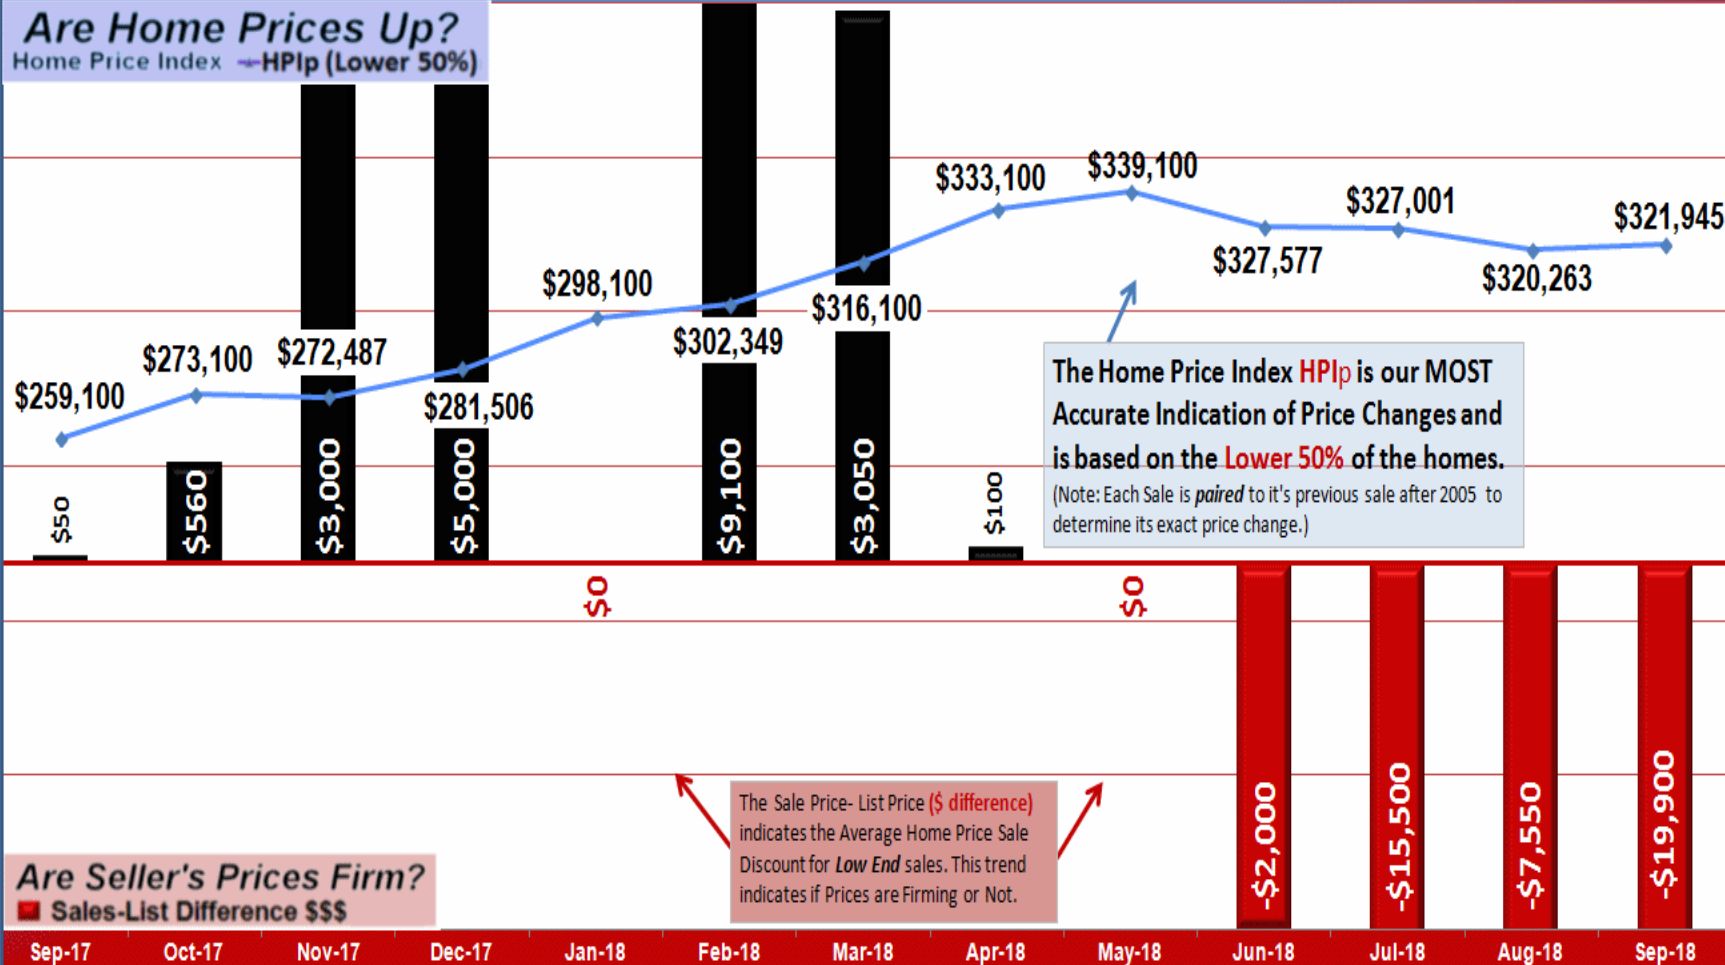 Are Home Prices Up?
Home Price Index HPIp (Lower 50%)
$259,100
$273,100
$272,487
$281,506
$298,100
$302,349
$316,100
$333,100
$339,100
$327,577
$327,001
$320,263
$321,945
The Home Price Index HPIp is our MOST
Accurate Indication of Price Changes and
is based on the Lower 50% of the homes.
(Note: Each Sale is paired to it's previous sale after 2005 to
determine its exact price change.)
$50
$560
$3,000
$5,000
$0
$9,100
$3,050
$100
$0
-$2,000
-$15,500
-$7,550
-$19,900
The Sale Price- List Price ($ difference)
indicates the Average Home Price Sale
Discount for Low End sales. This trend
indicates if Prices are Firming or Not.
Are Seller's Prices Firm?
Sales-List Difference $$$
Sep-17 Oct-17 Nov-17 Dec-17 Jan-18 Feb-18 Mar-18 Apr-18 May-18 Jun-18 Jul-18 Aug-18 Sep-18